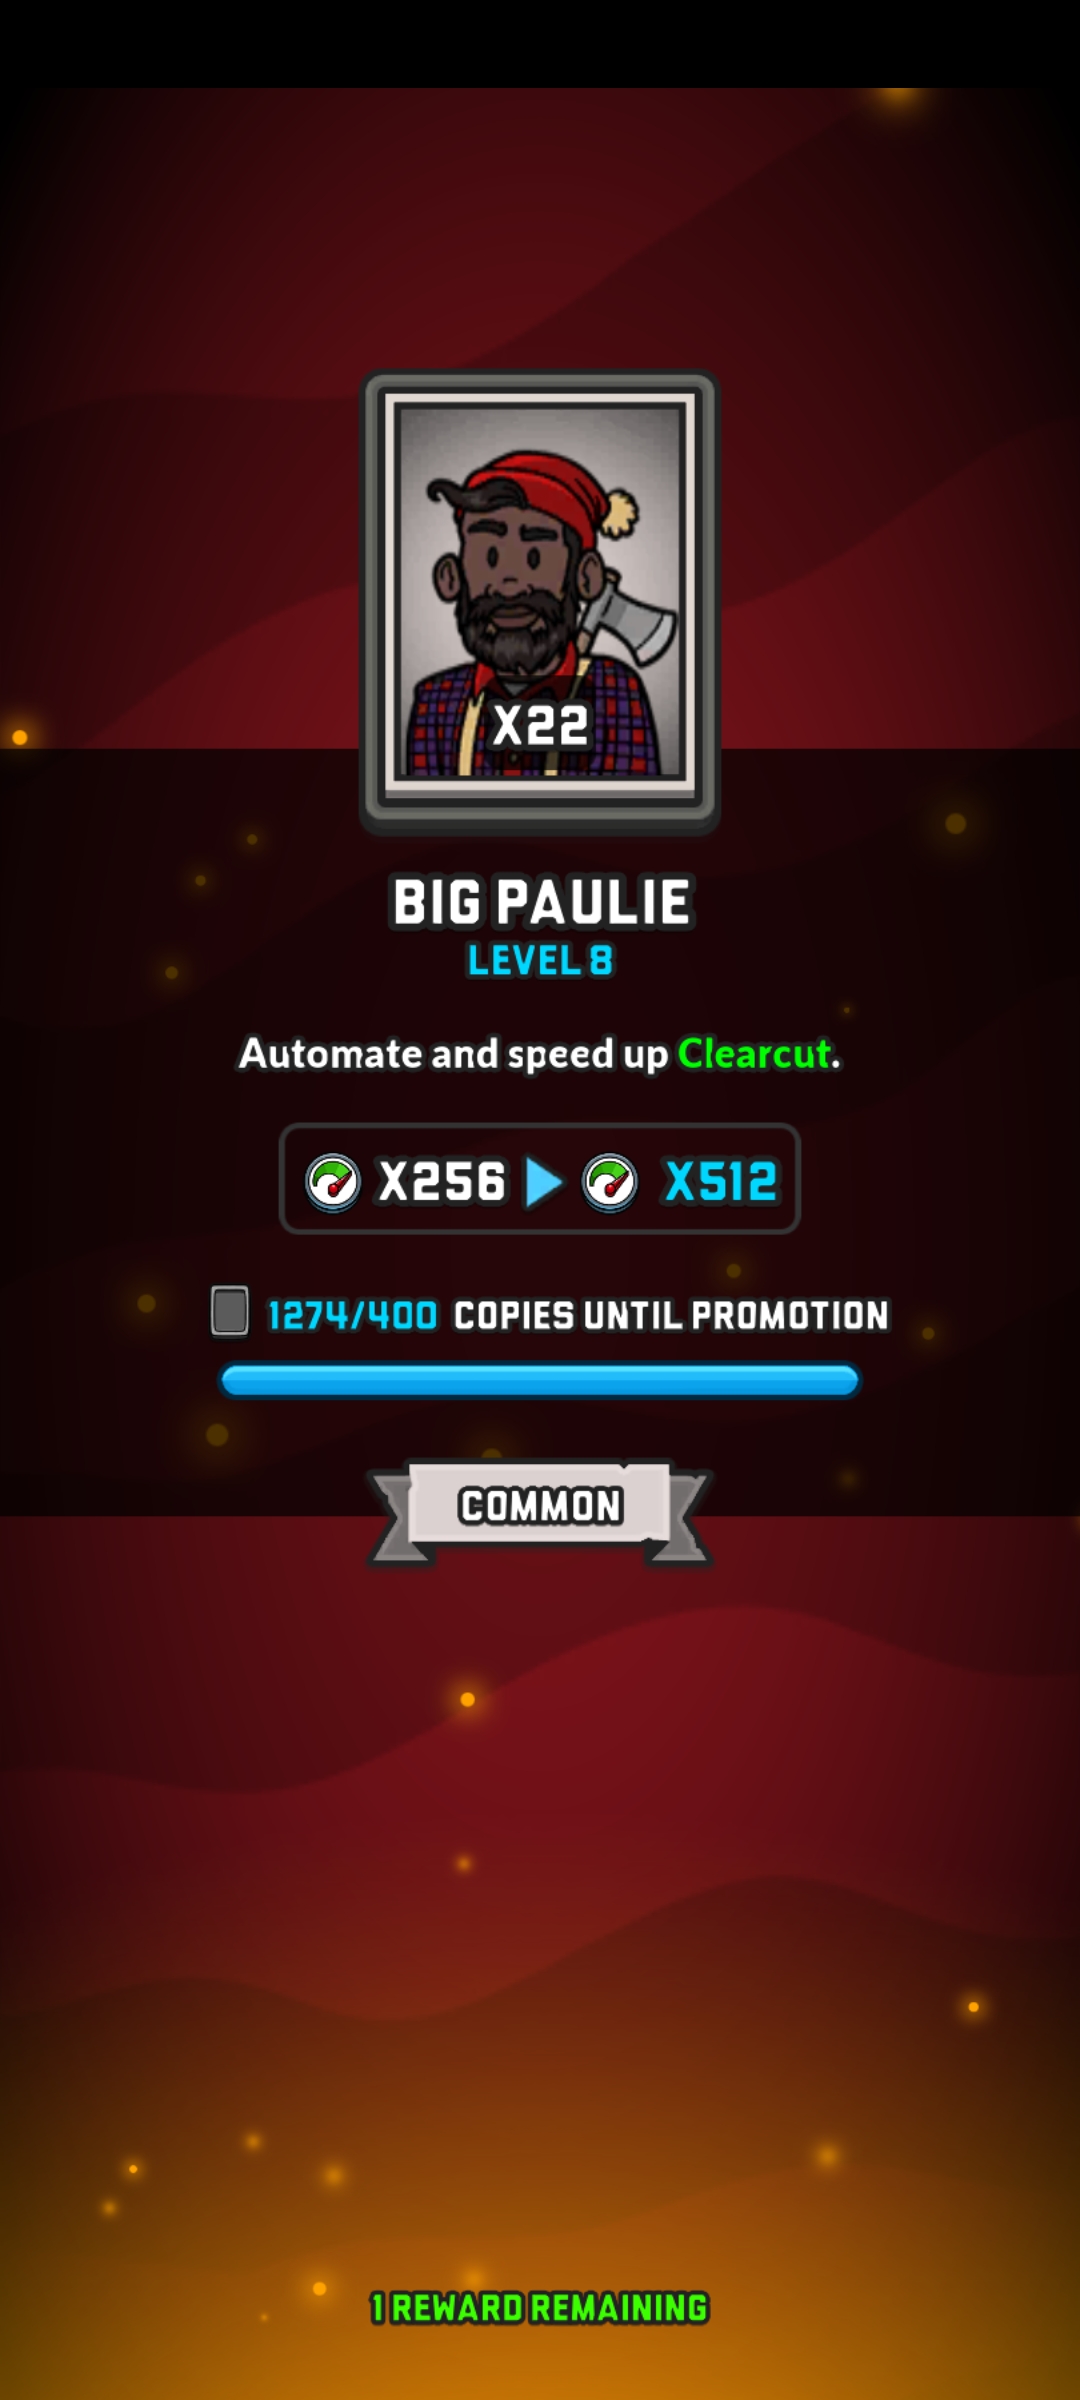 X22
BIG PAULIE
LEVEL 8
Automate and speed up Clearcut.
X256 X512
1274/400 COPIES UNTIL PROMOTION
COMMON
1 REWARD REMAINING